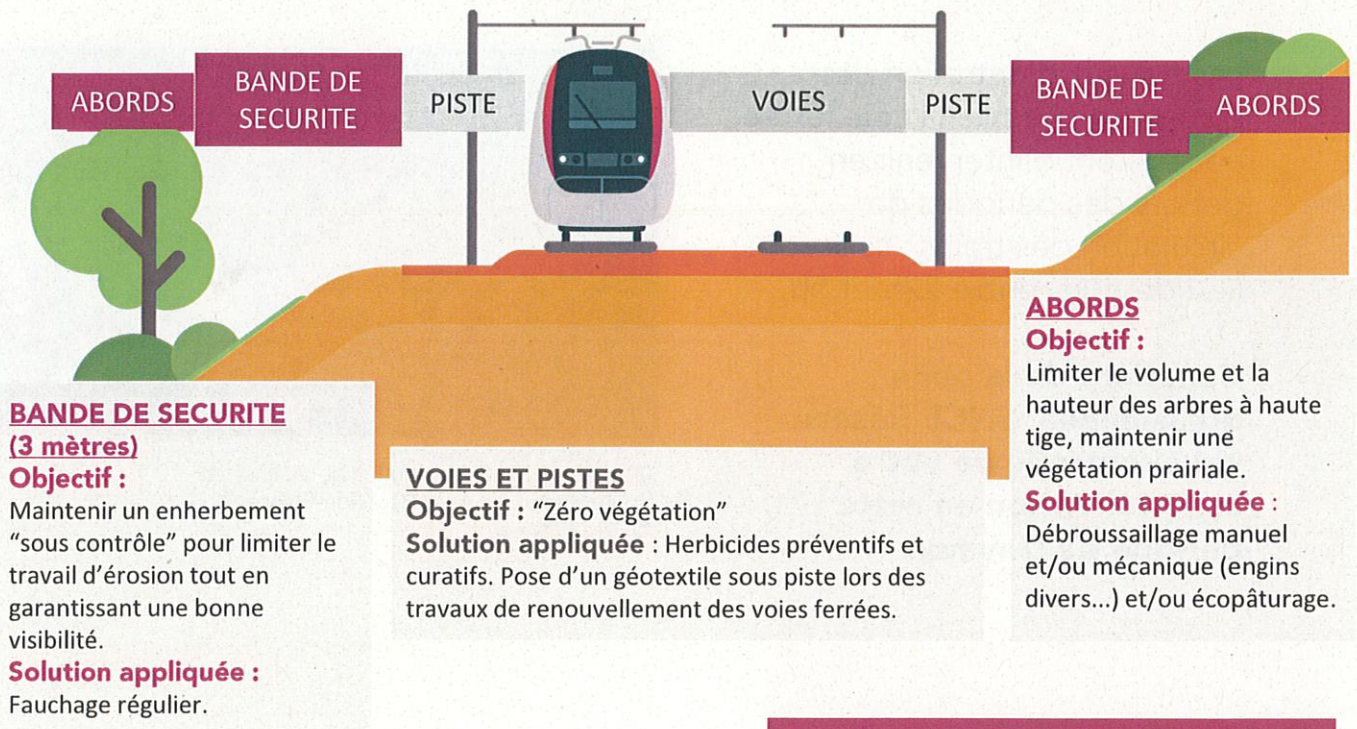 ABORDS
BANDE DE
SECURITE
PISTE
VOIES
PISTE
BANDE DE
SECURITE
ABORDS
BANDE DE SECURITE
(3 mètres)
Objectif :
Maintenir un enherbement
“sous contrôle” pour limiter le
travail d’érosion tout en
garantissant une bonne
visibilité.
Solution appliquée :
Fauchage régulier.
VOIES ET PISTES
Objectif : “Zéro végétation”
Solution appliquée : Herbicides préventifs et
curatifs. Pose d’un géotextile sous piste lors des
travaux de renouvellement des voies ferrées.
ABORDS
Objectif :
Limiter le volume et la
hauteur des arbres à haute
tige, maintenir une
végétation prairiale.
Solution appliquée :
Débroussaillage manuel
et/ou mécanique (engins
divers...) et/ou écopâturage.